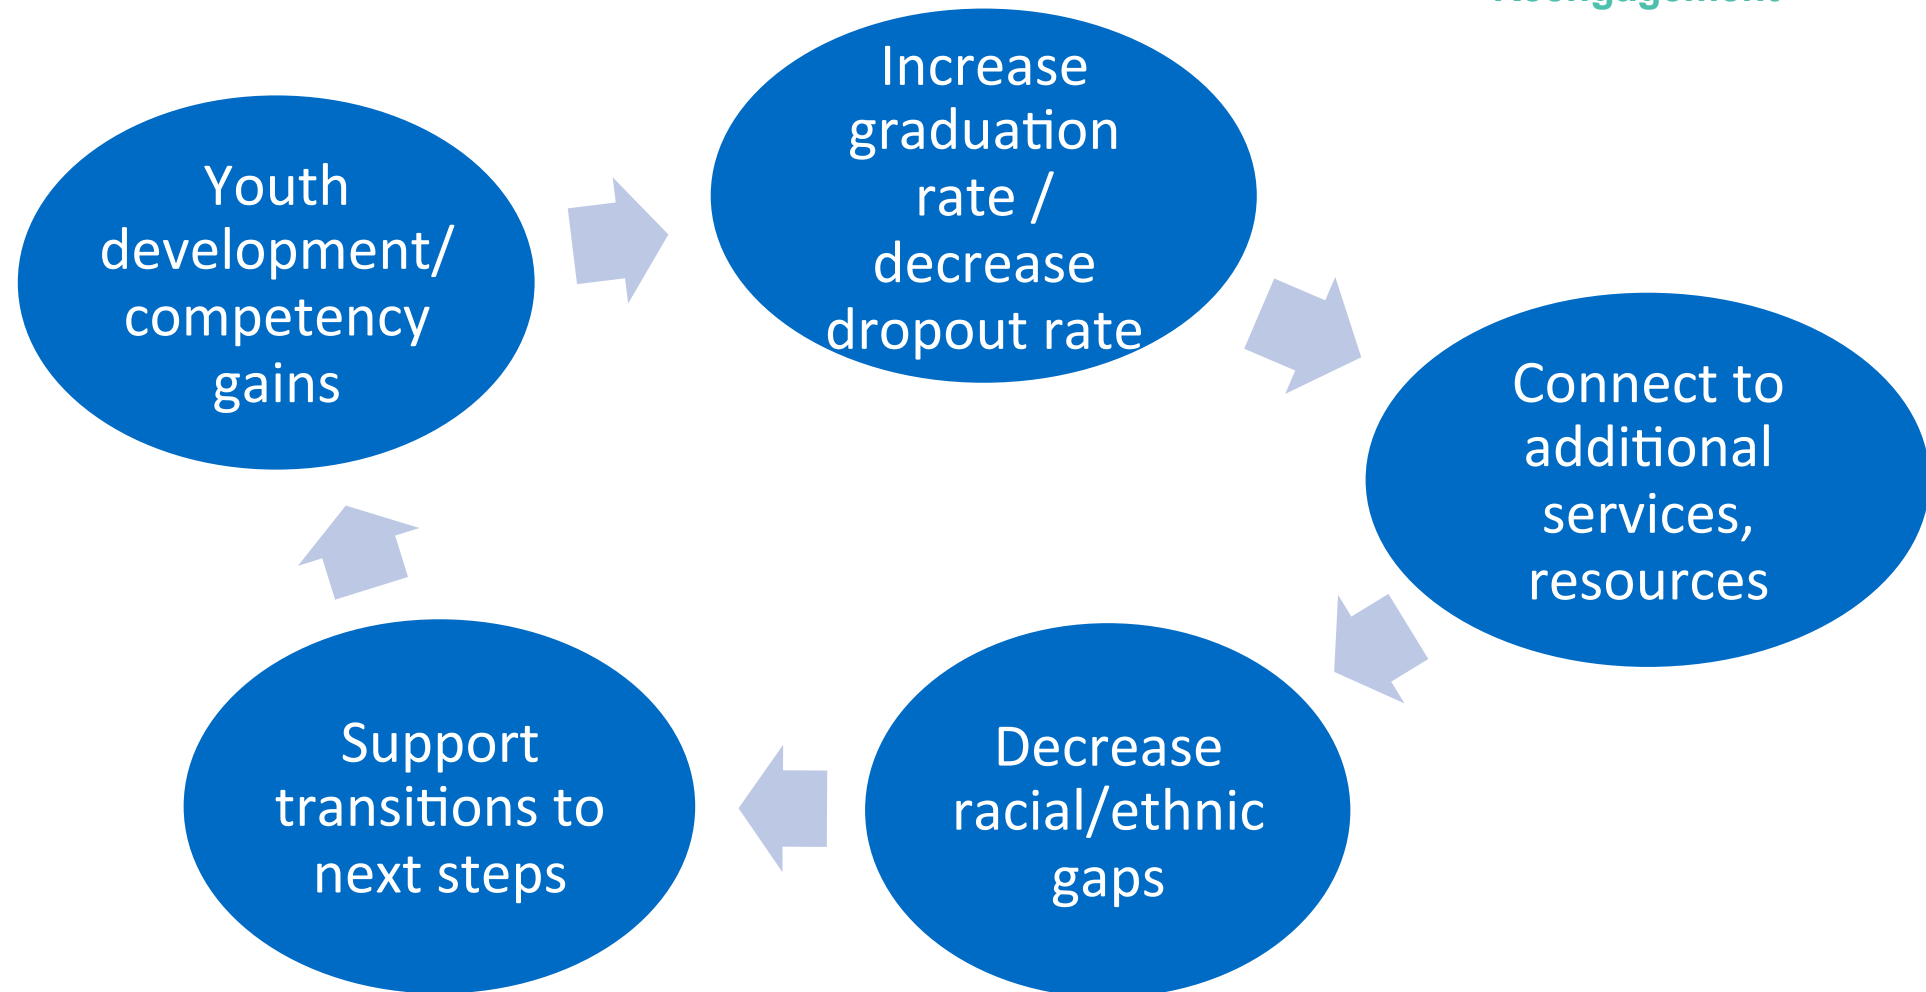 Reengagement
Increase
graduation
rate /
decrease
dropout rate
Youth
development/
competency
gains
Connect to
additional
services,
resources
Decrease
racial/ethnic
gaps
Support
transitions to
next steps